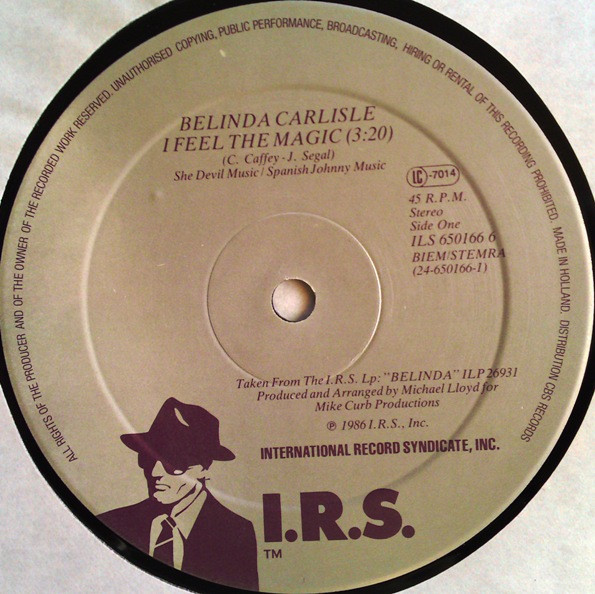 ALL RIGHTS OF THE PRODUCER AND OF THE OWNER OF THE RECORDED WORK RESERVED. UNAUTHORISED COPYING, PUBLIC PERFORMANCE, BROADCASTING, HIRING OR RENTAL OF THIS RECORDING PROHIBITED. MADE IN HOLLAND. DISTRIBUTION CBS RECORDS
BELINDA CARLISLE
I FEEL THE MAGIC (3:20)
(C. Caffey - J. Segal)
She Devil Music / Spanish Johnny Music
LC -7014
45 R.P.M.
Stereo
Side One
ILS 650166 6
BIEM/STEMRA
(24-650166-1)
Taken From The I.R.S. Lp: "BELINDA" ILP 26931
Produced and Arranged by Michael Lloyd for
Mike Curb Productions
℗ 1986 I.R.S., Inc.
INTERNATIONAL RECORD SYNDICATE, INC.
I.R.S.
TM